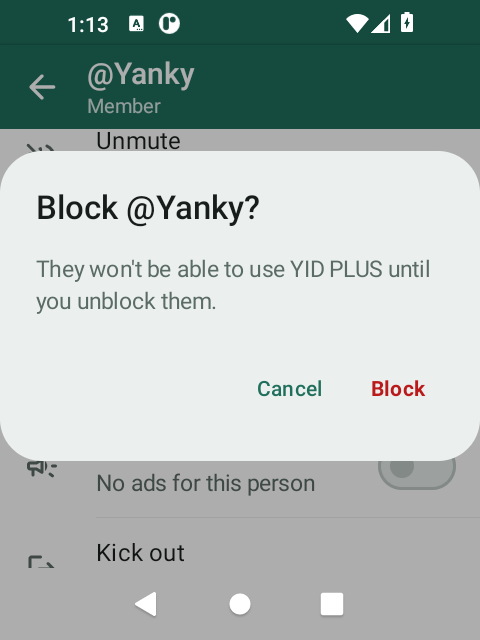 1:13
@Yanky
Member
Unmute
Block @Yanky?
They won't be able to use YID PLUS until
you unblock them.
Cancel
Block
No ads for this person
Kick out